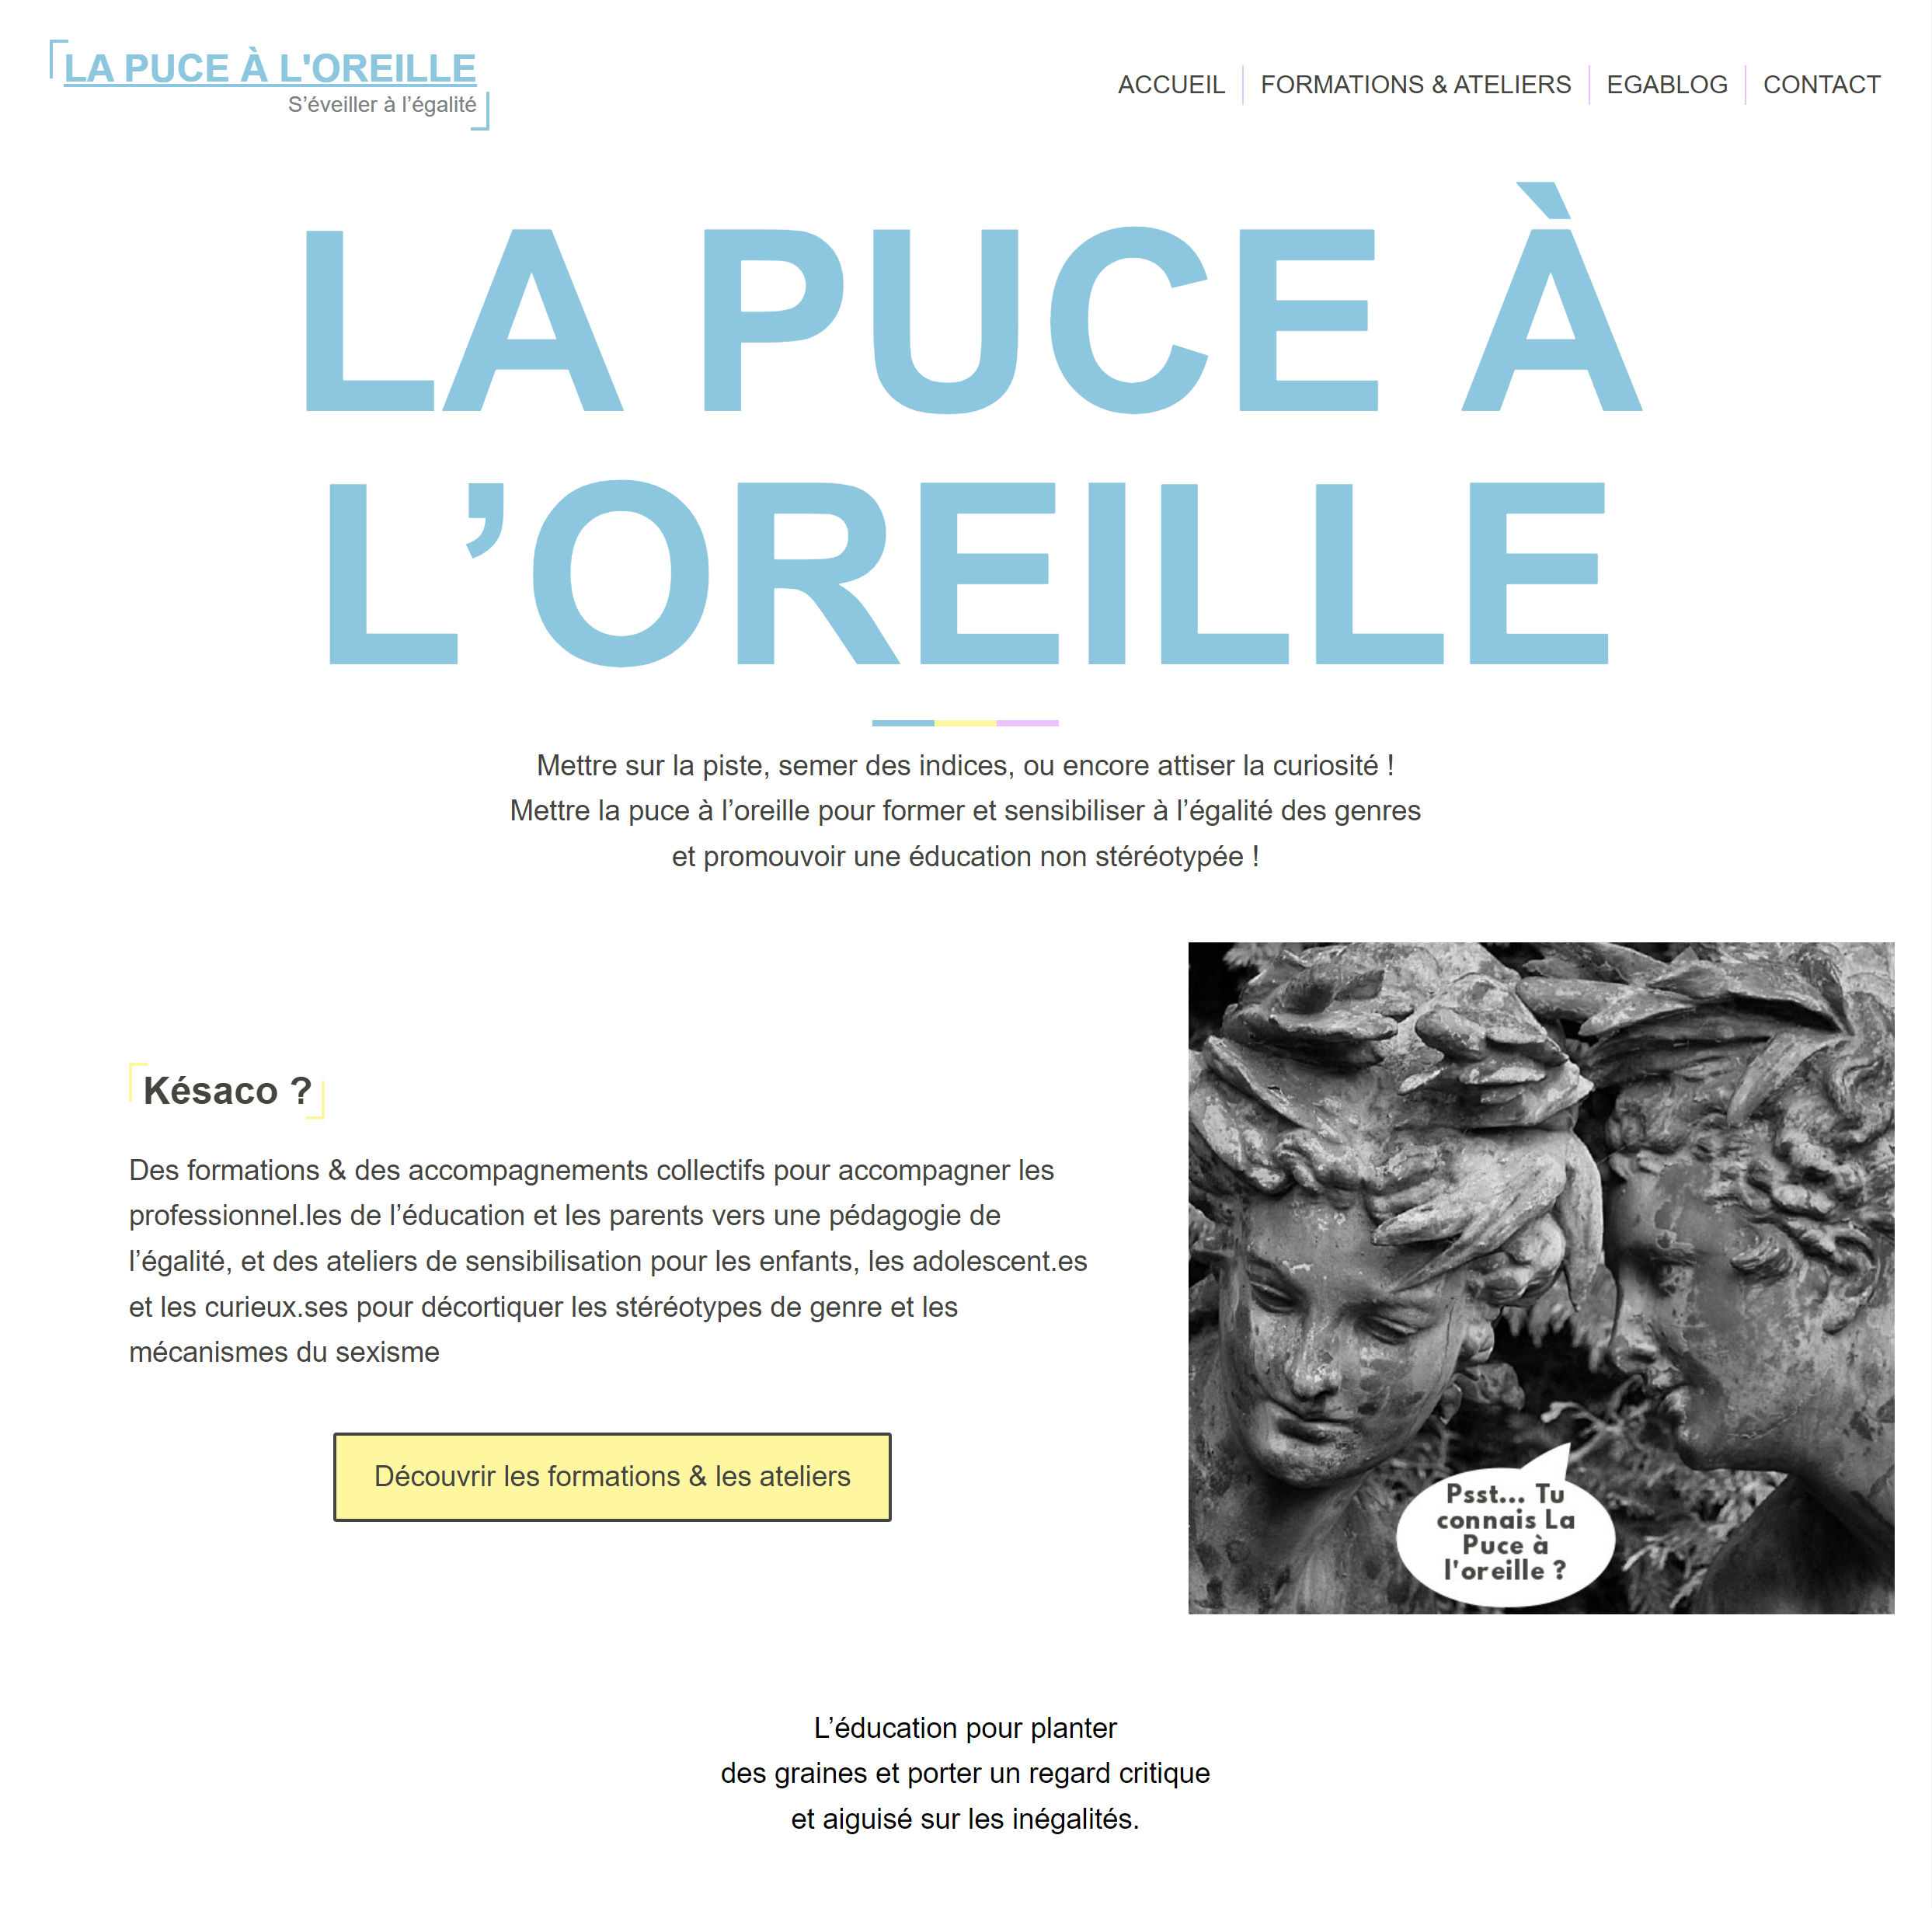 LA PUCE À L'OREILLE
S’éveiller à l’égalité
ACCUEIL
FORMATIONS & ATELIERS
EGABLOG
CONTACT
LA PUCE À
L’OREILLE
Mettre sur la piste, semer des indices, ou encore attiser la curiosité !
Mettre la puce à l’oreille pour former et sensibiliser à l’égalité des genres
et promouvoir une éducation non stéréotypée !
Késaco ?
Des formations & des accompagnements collectifs pour accompagner les
professionnel.les de l’éducation et les parents vers une pédagogie de
l’égalité, et des ateliers de sensibilisation pour les enfants, les adolescent.es
et les curieux.ses pour décortiquer les stéréotypes de genre et les
mécanismes du sexisme
Découvrir les formations & les ateliers
Psst... Tu
connais La
Puce à
l'oreille ?
L’éducation pour planter
des graines et porter un regard critique
et aiguisé sur les inégalités.